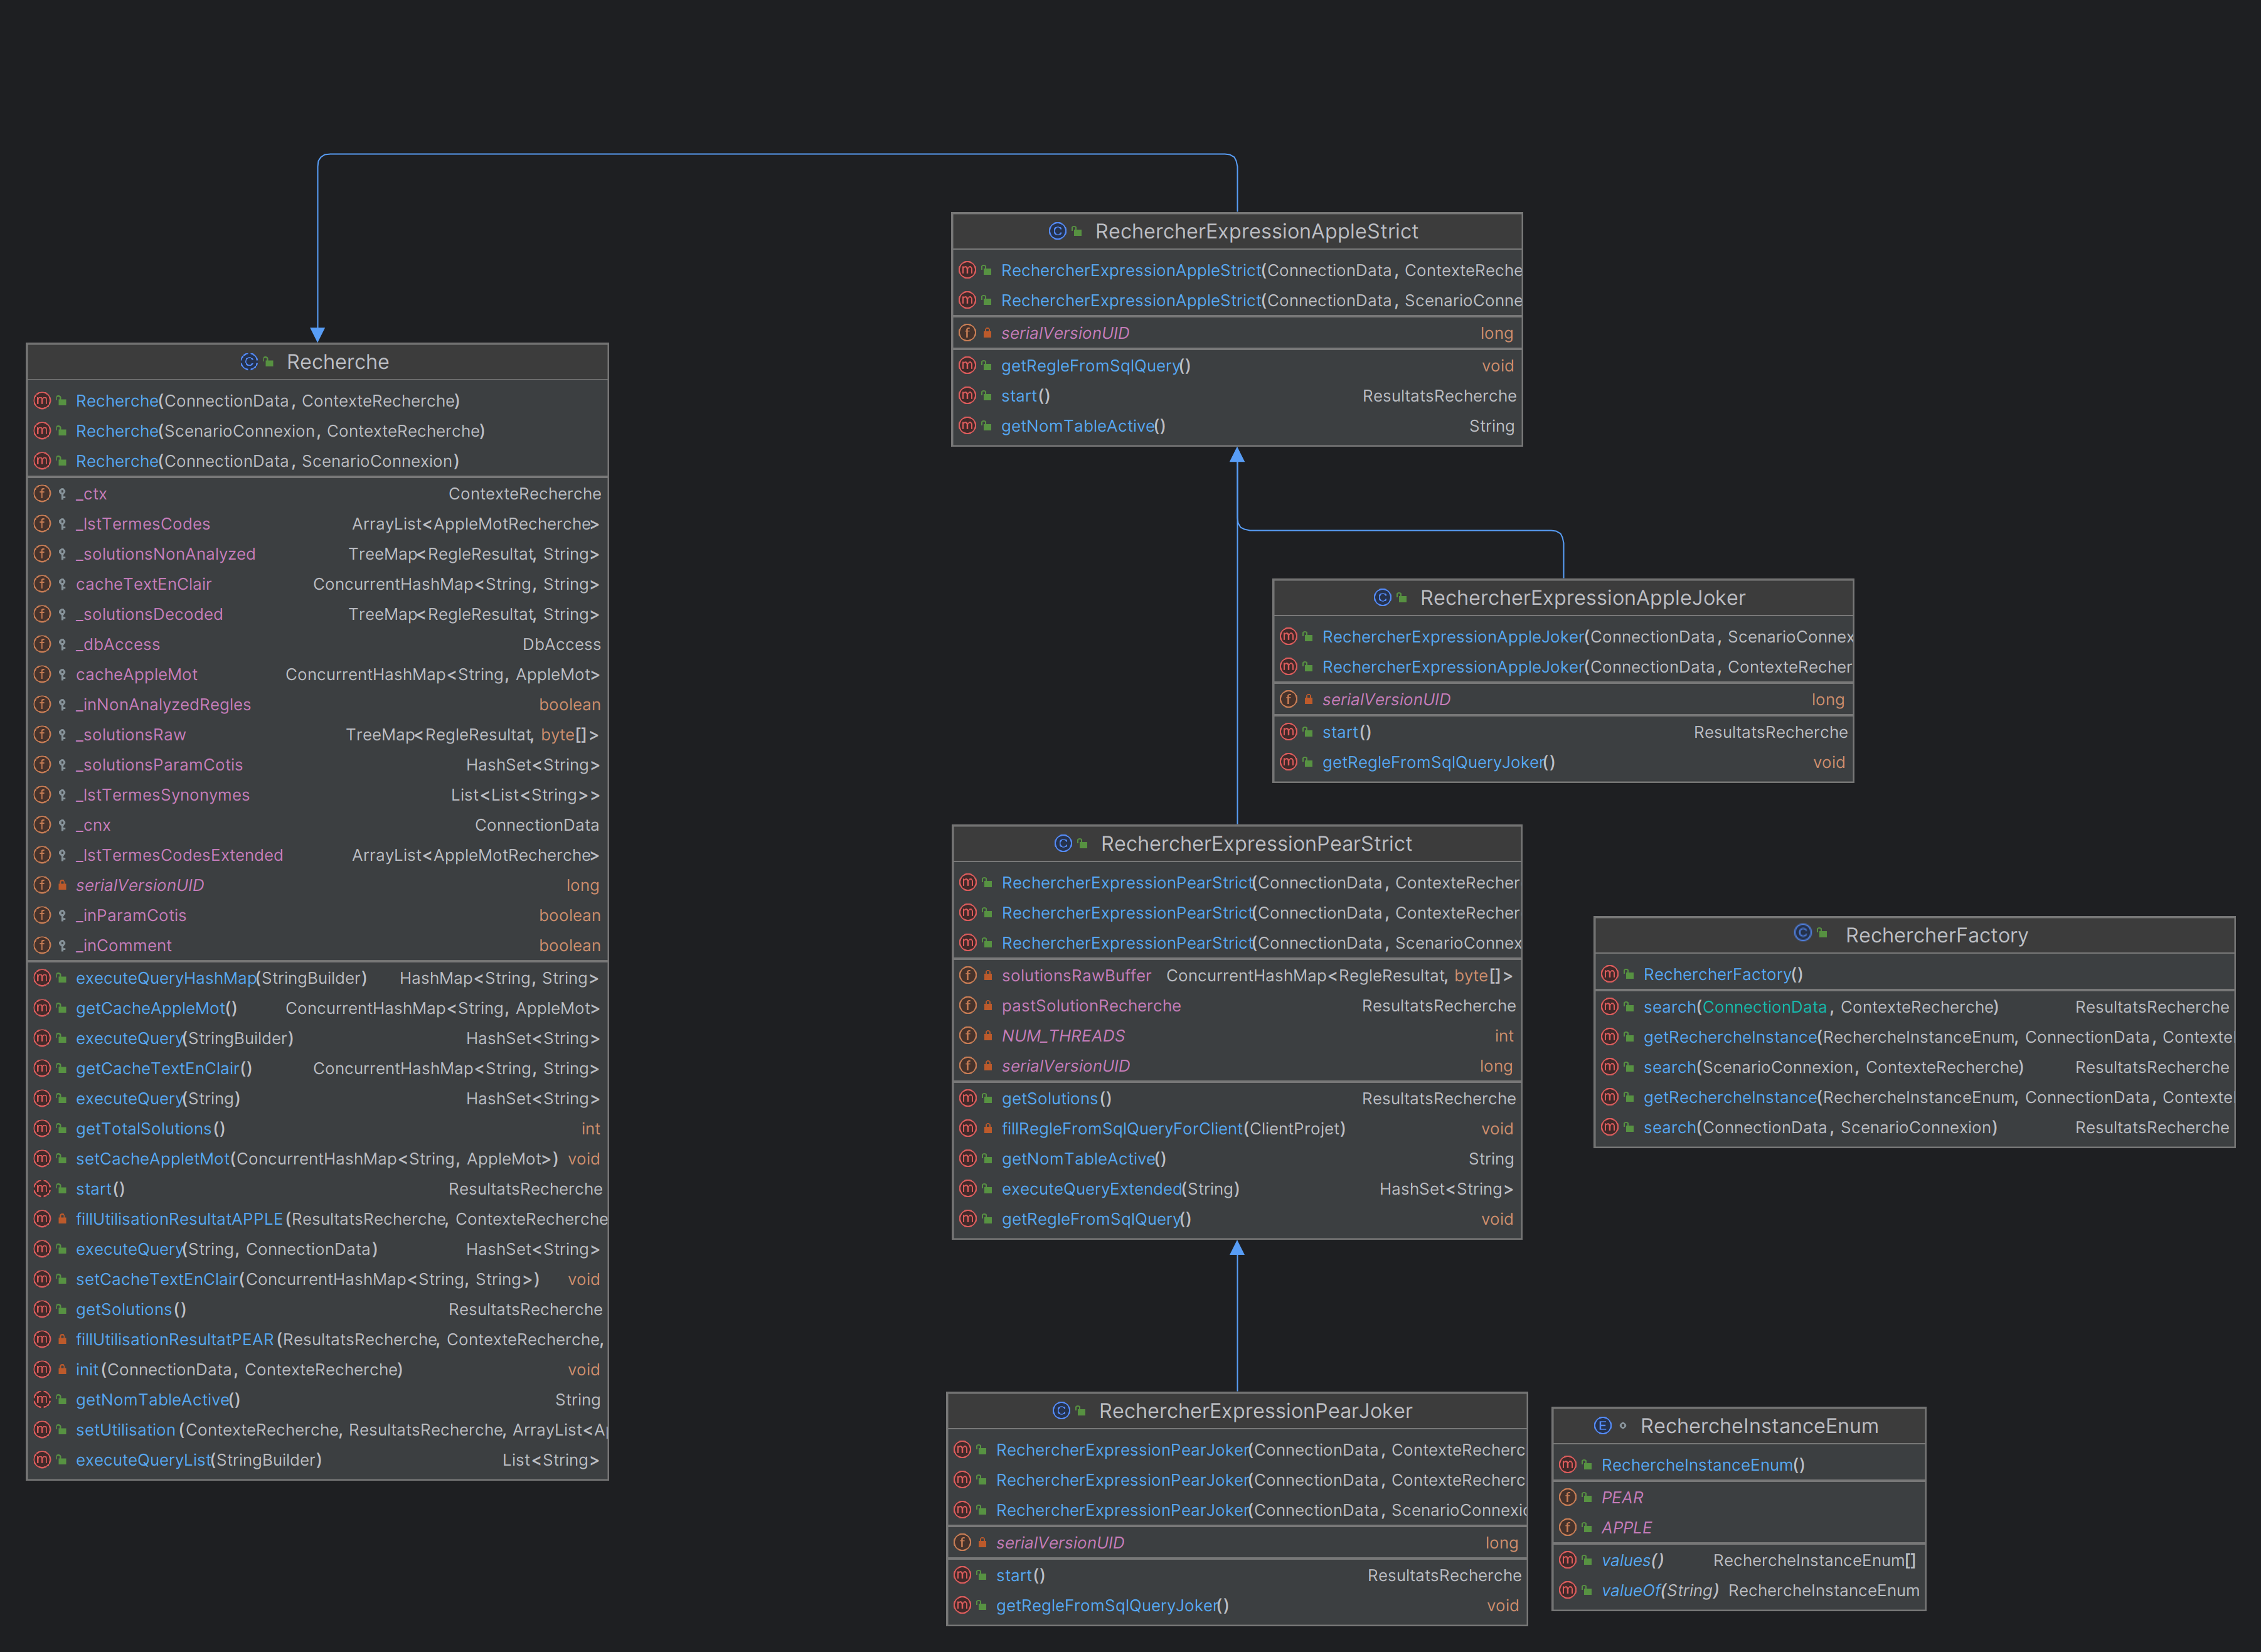 Recherche
Recherche(ConnectionData, ContexteRecherche)
Recherche(ScenarioConnexion, ContexteRecherche)
Recherche(ConnectionData, ScenarioConnexion)
_ctx ContexteRecherche
_lstTermesCodes ArrayList<AppleMotRecherche>
_solutionsNonAnalyzed TreeMap<RegleResultat, String>
cacheTextEnClair ConcurrentHashMap<String, String>
_solutionsDecoded TreeMap<RegleResultat, String>
_dbAccess DbAccess
cacheAppleMot ConcurrentHashMap<String, AppleMot>
_inNonAnalyzedRegles boolean
_solutionsRaw TreeMap<RegleResultat, byte[]>
_solutionsParamCotis HashSet<String>
_lstTermesSynonymes List<List<String>>
_cnx ConnectionData
_lstTermesCodesExtended ArrayList<AppleMotRecherche>
serialVersionUID long
_inParamCotis boolean
_inComment boolean
executeQueryHashMap(StringBuilder) HashMap<String, String>
getCacheAppleMot() ConcurrentHashMap<String, AppleMot>
executeQuery(StringBuilder) HashSet<String>
getCacheTextEnClair() ConcurrentHashMap<String, String>
executeQuery(String) HashSet<String>
getTotalSolutions() int
setCacheAppletMot(ConcurrentHashMap<String, AppleMot>) void
start() ResultatsRecherche
fillUtilisationResultatAPPLE(ResultatsRecherche, ContexteRecherche
executeQuery(String, ConnectionData) HashSet<String>
setCacheTextEnClair(ConcurrentHashMap<String, String>) void
getSolutions() ResultatsRecherche
fillUtilisationResultatPEAR(ResultatsRecherche, ContexteRecherche,
init(ConnectionData, ContexteRecherche) void
getNomTableActive() String
setUtilisation(ContexteRecherche, ResultatsRecherche, ArrayList<A
executeQueryList(StringBuilder) List<String>
RechercherExpressionAppleStrict
RechercherExpressionAppleStrict(ConnectionData, ContexteReche
RechercherExpressionAppleStrict(ConnectionData, ScenarioConne
serialVersionUID long
getRegleFromSqlQuery() void
start() ResultatsRecherche
getNomTableActive() String
RechercherExpressionAppleJoker
RechercherExpressionAppleJoker(ConnectionData, ScenarioConnex
RechercherExpressionAppleJoker(ConnectionData, ContexteRecher
serialVersionUID long
start() ResultatsRecherche
getRegleFromSqlQueryJoker() void
RechercherExpressionPearStrict
RechercherExpressionPearStrict(ConnectionData, ContexteRecher
RechercherExpressionPearStrict(ConnectionData, ContexteRecher
RechercherExpressionPearStrict(ConnectionData, ScenarioConnex
solutionsRawBuffer ConcurrentHashMap<RegleResultat, byte[]>
pastSolutionRecherche ResultatsRecherche
NUM_THREADS int
serialVersionUID long
getSolutions() ResultatsRecherche
fillRegleFromSqlQueryForClient(ClientProjet) void
getNomTableActive() String
executeQueryExtended(String) HashSet<String>
getRegleFromSqlQuery() void
RechercherFactory
RechercherFactory()
search(ConnectionData, ContexteRecherche) ResultatsRecherche
getRechercheInstance(RechercheInstanceEnum, ConnectionData, Contexte
search(ScenarioConnexion, ContexteRecherche) ResultatsRecherche
getRechercheInstance(RechercheInstanceEnum, ConnectionData, Contexte
search(ConnectionData, ScenarioConnexion) ResultatsRecherche
RechercherExpressionPearJoker
RechercherExpressionPearJoker(ConnectionData, ContexteRecherc
RechercherExpressionPearJoker(ConnectionData, ContexteRecherc
RechercherExpressionPearJoker(ConnectionData, ScenarioConnexi
serialVersionUID long
start() ResultatsRecherche
getRegleFromSqlQueryJoker() void
RechercheInstanceEnum
RechercheInstanceEnum()
PEAR
APPLE
values() RechercheInstanceEnum[]
valueOf(String) RechercheInstanceEnum